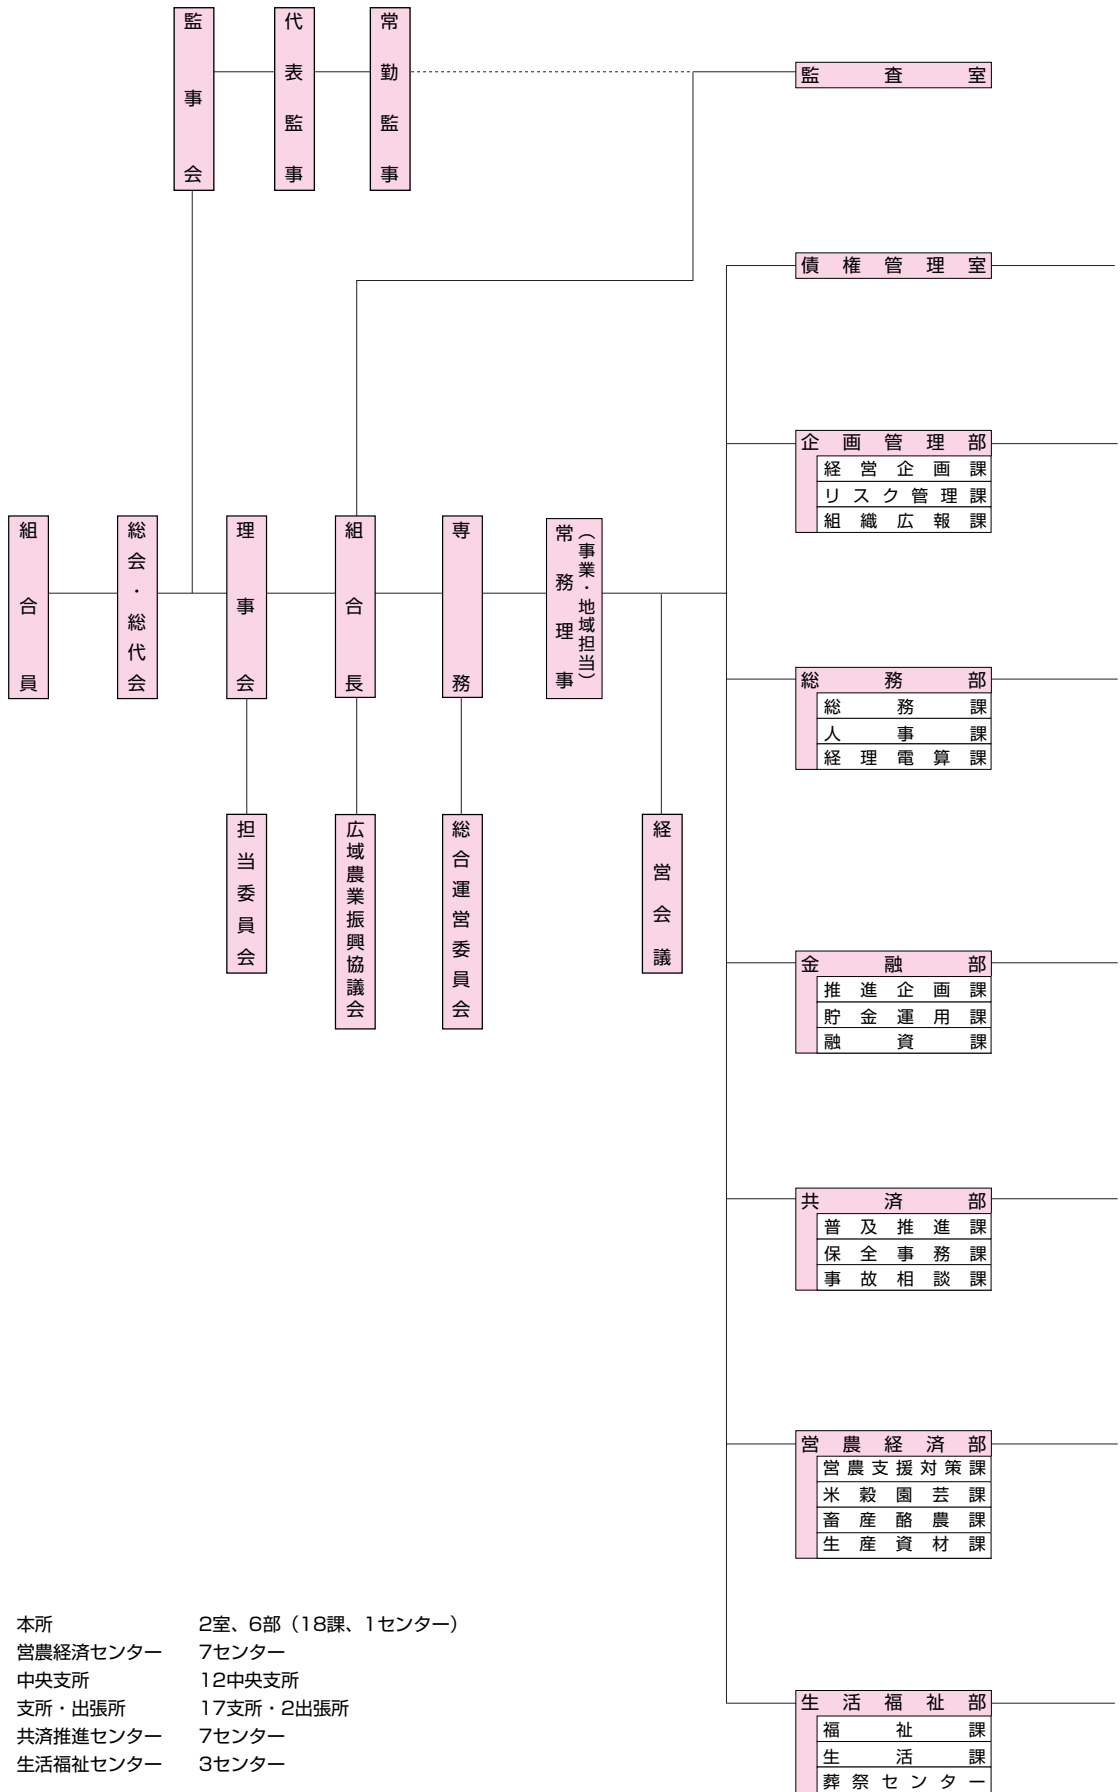 監事会
代表監事
常勤監事
監査室
債権管理室
企画管理部
経営企画課
リスク管理課
組織広報課
組合員
総会・総代会
理事会
組合長
専務
常務理事
（事業・地域担当）
総務部
総務課
人事課
経理電算課
担当委員会
広域農業振興協議会
総合運営委員会
経営会議
金融部
推進企画課
貯金運用課
融資課
共済部
普及推進課
保全事務課
事故相談課
営農経済部
営農支援対策課
米穀園芸課
畜産酪農課
生産資材課
生活福祉部
福祉課
生活課
葬祭センター
本所 2室、6部（18課、1センター）
営農経済センター 7センター
中央支所 12中央支所
支所・出張所 17支所・2出張所
共済推進センター 7センター
生活福祉センター 3センター